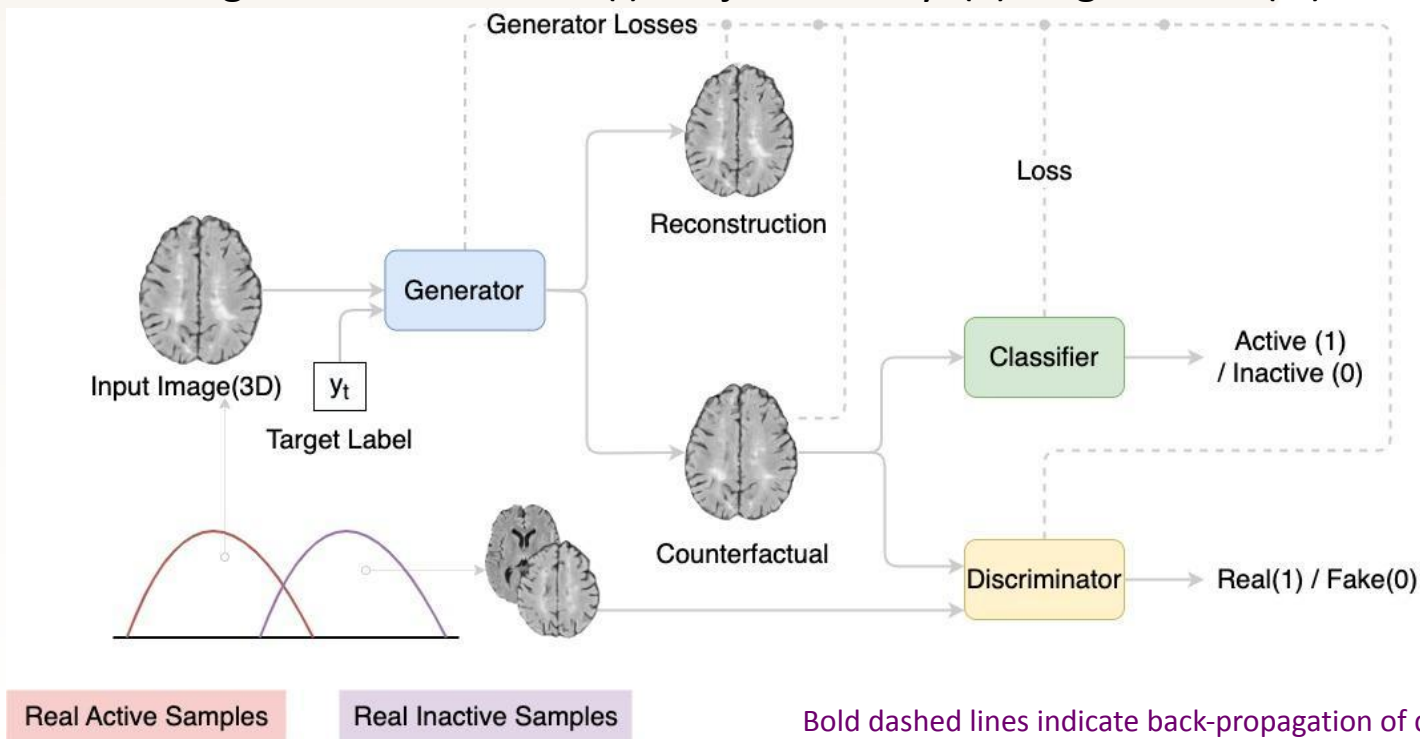 Generator Losses
Reconstruction
Loss
Generator
Input Image(3D)
yt
Target Label
Classifier
Active (1)
/ Inactive (0)
Counterfactual
Discriminator
Real(1) / Fake(0)
Real Active Samples
Real Inactive Samples
Bold dashed lines indicate back-propagation of